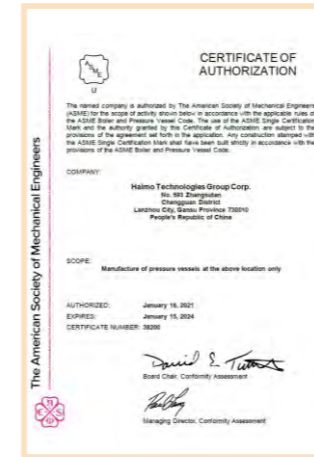 CERTIFICATE OF
AUTHORIZATION
ASME
U
The named company is authorized by The American Society of Mechanical Engineers
(ASME) for the scope of activity shown below in accordance with the applicable rules of
the ASME Boiler and Pressure Vessel Code. The use of the ASME Single Certification
Mark and the authority granted by this Certificate of Authorization are subject to the
provisions of the agreement set forth in the application. Any construction stamped with
the ASME Single Certification Mark shall have been built strictly in accordance with the
provisions of the ASME Boiler and Pressure Vessel Code.
COMPANY:
Haimo Technologies Group Corp.
No. 593 Zhangsutan
Chengguan District
Lanzhou City, Gansu Province 730010
People's Republic of China
SCOPE:
Manufacture of pressure vessels at the above location only
AUTHORIZED: January 16, 2021
EXPIRES: January 15, 2024
CERTIFICATE NUMBER: 38200
Board Chair, Conformity Assessment
Managing Director, Conformity Assessment
The American Society of Mechanical Engineers